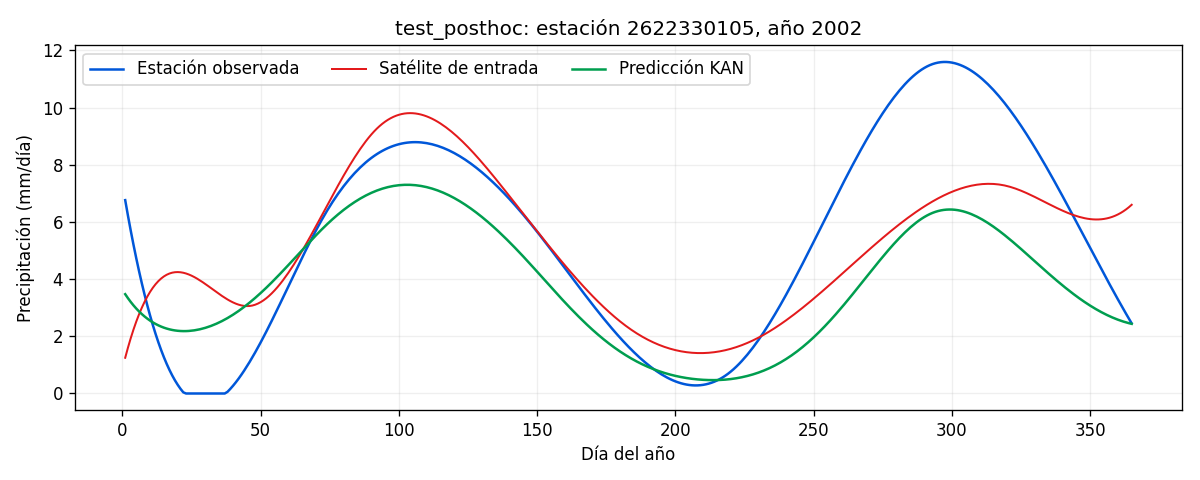 test_posthoc: estación 2622330105, año 2002
Estación observada
Satélite de entrada
Predicción KAN
Precipitación (mm/día)
12
10
8
6
4
2
0
0
50
100
150
200
250
300
350
Día del año